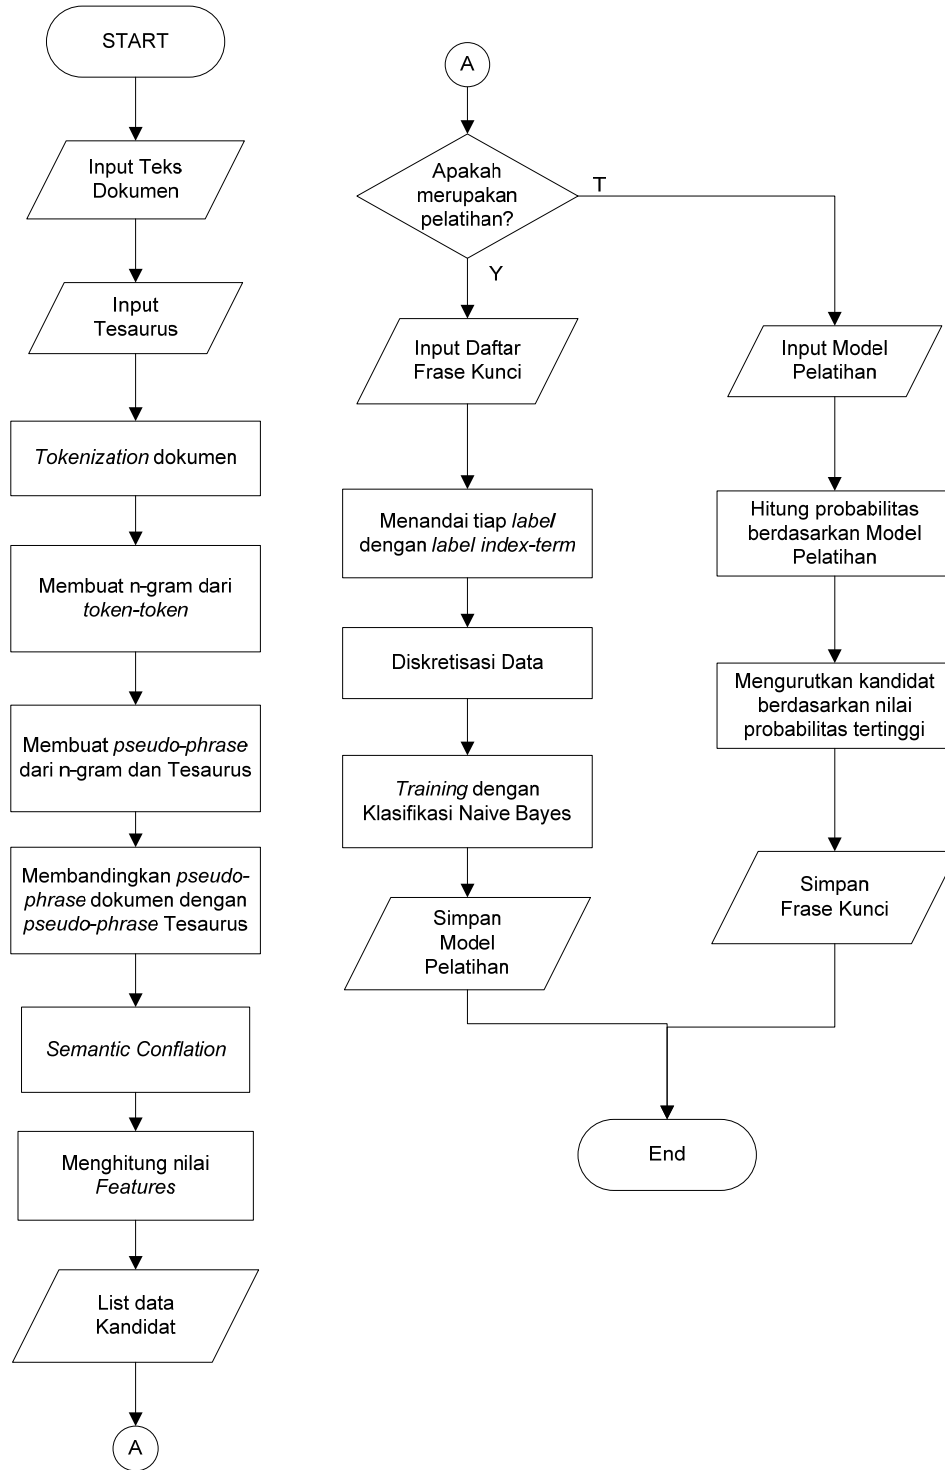 START
Input Teks
Dokumen
Input
Tesaurus
Tokenization dokumen
Membuat n-gram dari
token-token
Membuat pseudo-phrase
dari n-gram dan Tesaurus
Membandingkan pseudo-
phrase dokumen dengan
pseudo-phrase Tesaurus
Semantic Conflation
Menghitung nilai
Features
List data
Kandidat
A
A
Apakah
merupakan
pelatihan?
T
Y
Input Daftar
Frase Kunci
Menandai tiap label
dengan label index-term
Diskretisasi Data
Training dengan
Klasifikasi Naive Bayes
Simpan
Model
Pelatihan
Input Model
Pelatihan
Hitung probabilitas
berdasarkan Model
Pelatihan
Mengurutkan kandidat
berdasarkan nilai
probabilitas tertinggi
Simpan
Frase Kunci
End